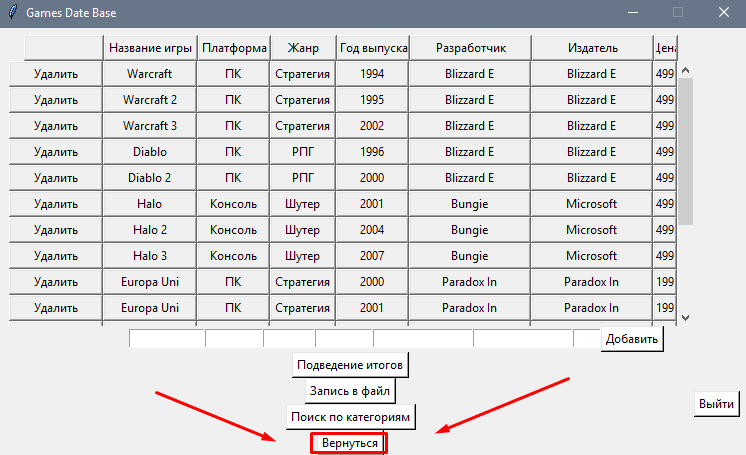 Games Date Base
Название игры Платформа Жанр Год выпуска Разработчик Издатель Цена
Удалить Warcraft ПК Стратегия 1994 Blizzard E Blizzard E 499
Удалить Warcraft 2 ПК Стратегия 1995 Blizzard E Blizzard E 499
Удалить Warcraft 3 ПК Стратегия 2002 Blizzard E Blizzard E 499
Удалить Diablo ПК РПГ 1996 Blizzard E Blizzard E 499
Удалить Diablo 2 ПК РПГ 2000 Blizzard E Blizzard E 499
Удалить Halo Консоль Шутер 2001 Bungie Microsoft 499
Удалить Halo 2 Консоль Шутер 2004 Bungie Microsoft 499
Удалить Halo 3 Консоль Шутер 2007 Bungie Microsoft 499
Удалить Europa Uni ПК Стратегия 2000 Paradox In Paradox In 199
Удалить Europa Uni ПК Стратегия 2001 Paradox In Paradox In 199
Добавить
Подведение итогов
Запись в файл
Поиск по категориям
Выйти
Вернуться